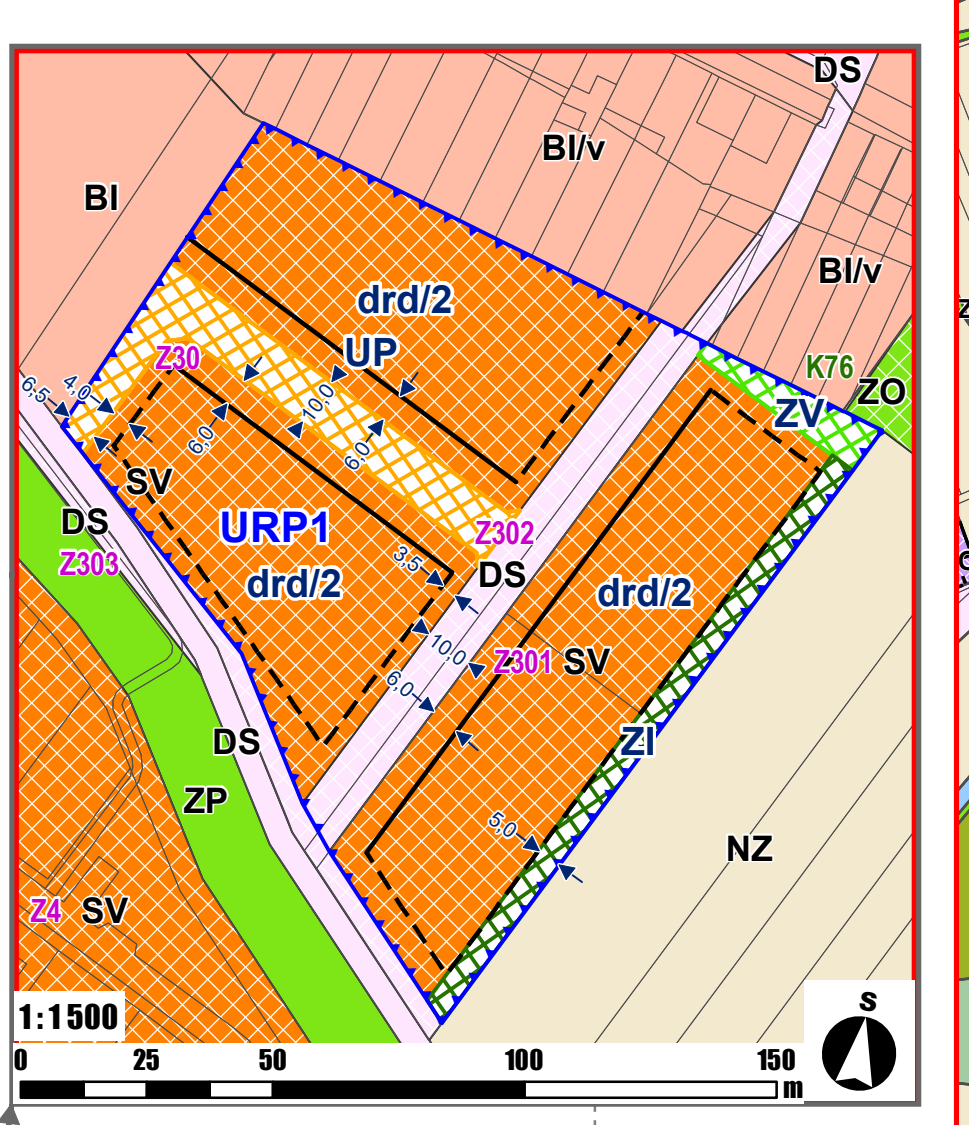 DS
BI/v
BI
BI/v
drd/2
K76
UP
Z30
ZO
6,5
4,0
10,0
ZV
6,0
6,0
SV
DS
URP1
Z302
Z303
3,5
DS
drd/2
drd/2
10,0
Z301
SV
6,0
DS
ZI
ZP
5,0
NZ
Z4
SV
S
1:1500
0 25 50 100 150
m